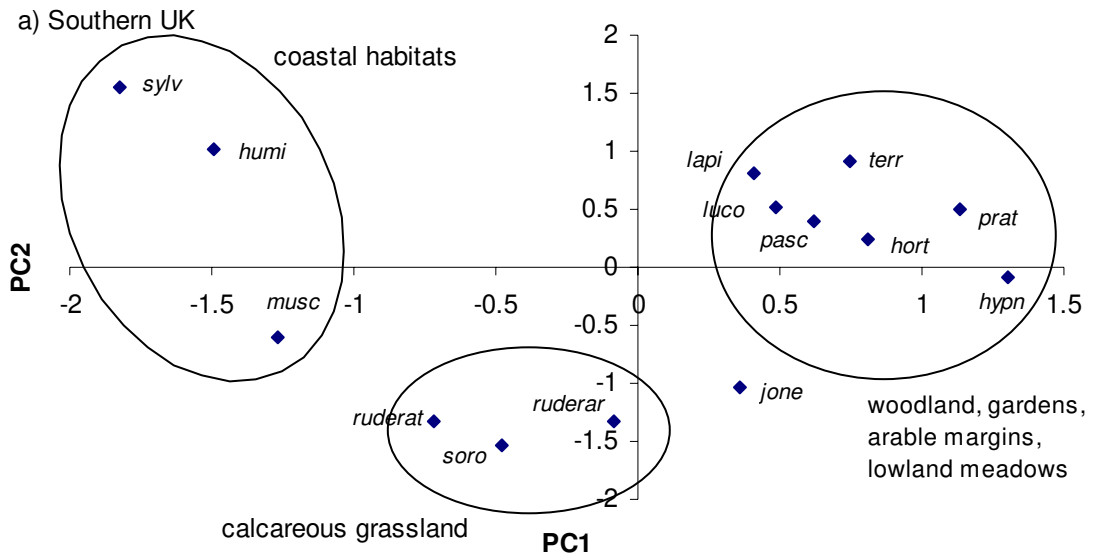 a) Southern UK
coastal habitats
sylv
humi
musc
lapi
terr
luco
pasc
hort
prat
hypn
jone
ruderat
ruderar
soro
woodland, gardens,
arable margins,
lowland meadows
calcareous grassland
PC2
2
1.5
1
0.5
0
-0.5
-1
-1.5
-2
-2 -1.5 -1 -0.5 0 0.5 1 1.5
PC1